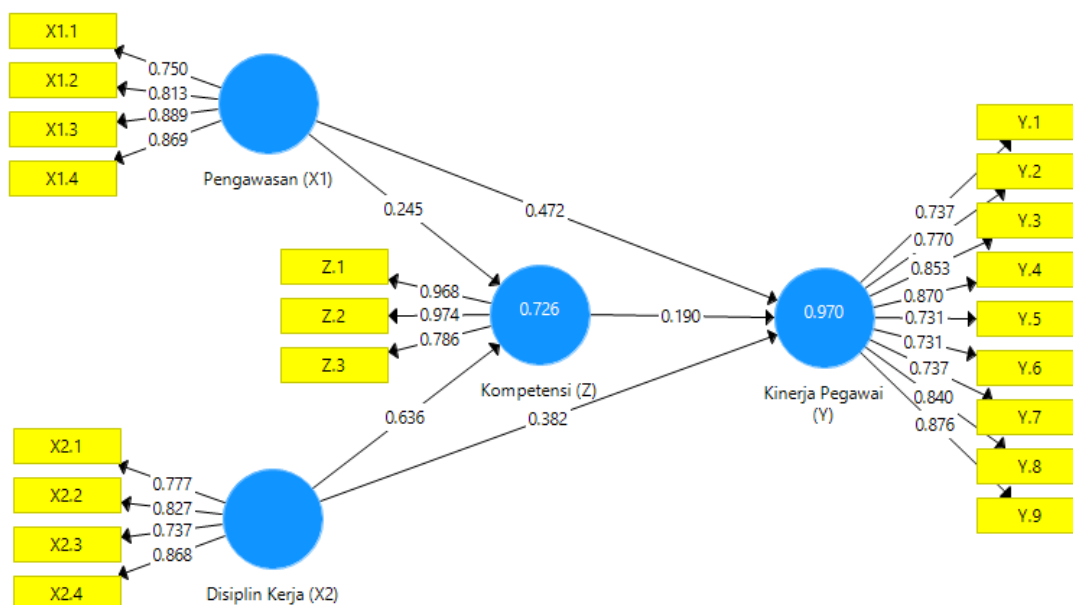 X1.1
X1.2
X1.3
X1.4
0.750
0.813
0.889
0.869
Pengawasan (X1)
0.245
0.472
Z.1
Z.2
Z.3
0.968
0.974
0.786
0.726
Kompetensi (Z)
0.190
0.636
0.382
X2.1
X2.2
X2.3
X2.4
0.777
0.827
0.737
0.868
Disiplin Kerja (X2)
0.970
Kinerja Pegawai
(Y)
0.737
0.770
0.853
0.870
0.731
0.731
0.737
0.840
0.876
Y.1
Y.2
Y.3
Y.4
Y.5
Y.6
Y.7
Y.8
Y.9